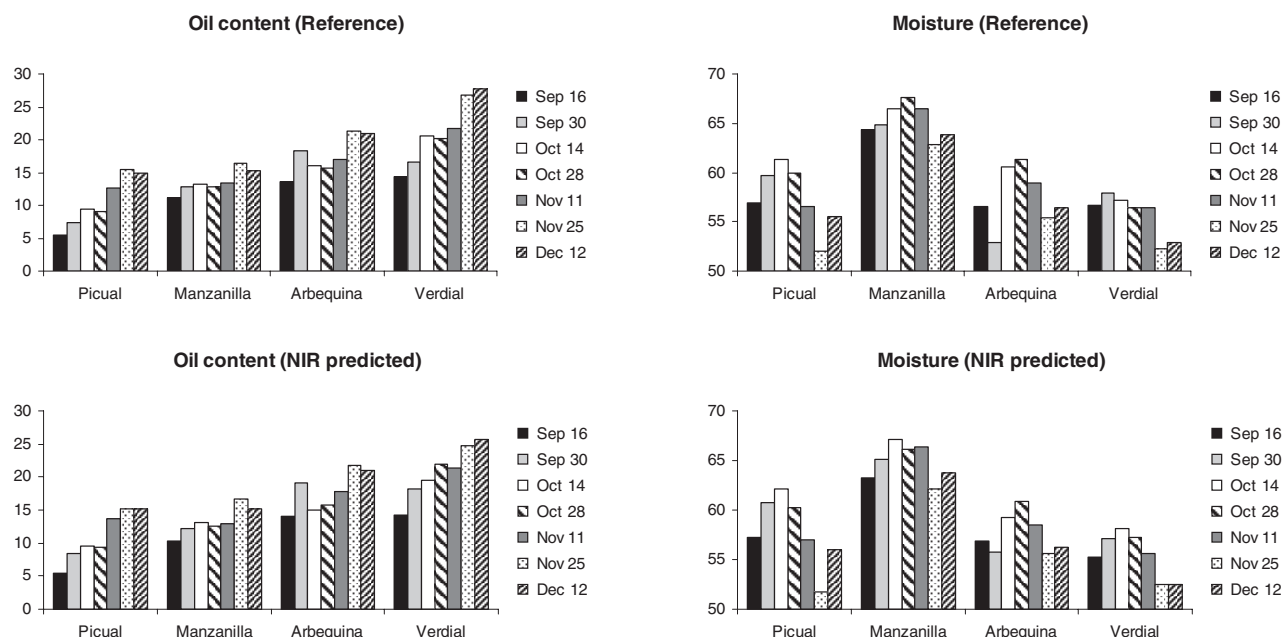 Oil content (Reference)
30
25
20
15
10
5
0
Picual Manzanilla Arbequina Verdial
Sep 16
Sep 30
Oct 14
Oct 28
Nov 11
Nov 25
Dec 12
Moisture (Reference)
70
65
60
55
50
Picual Manzanilla Arbequina Verdial
Sep 16
Sep 30
Oct 14
Oct 28
Nov 11
Nov 25
Dec 12
Oil content (NIR predicted)
30
25
20
15
10
5
0
Picual Manzanilla Arbequina Verdial
Sep 16
Sep 30
Oct 14
Oct 28
Nov 11
Nov 25
Dec 12
Moisture (NIR predicted)
70
65
60
55
50
Picual Manzanilla Arbequina Verdial
Sep 16
Sep 30
Oct 14
Oct 28
Nov 11
Nov 25
Dec 12